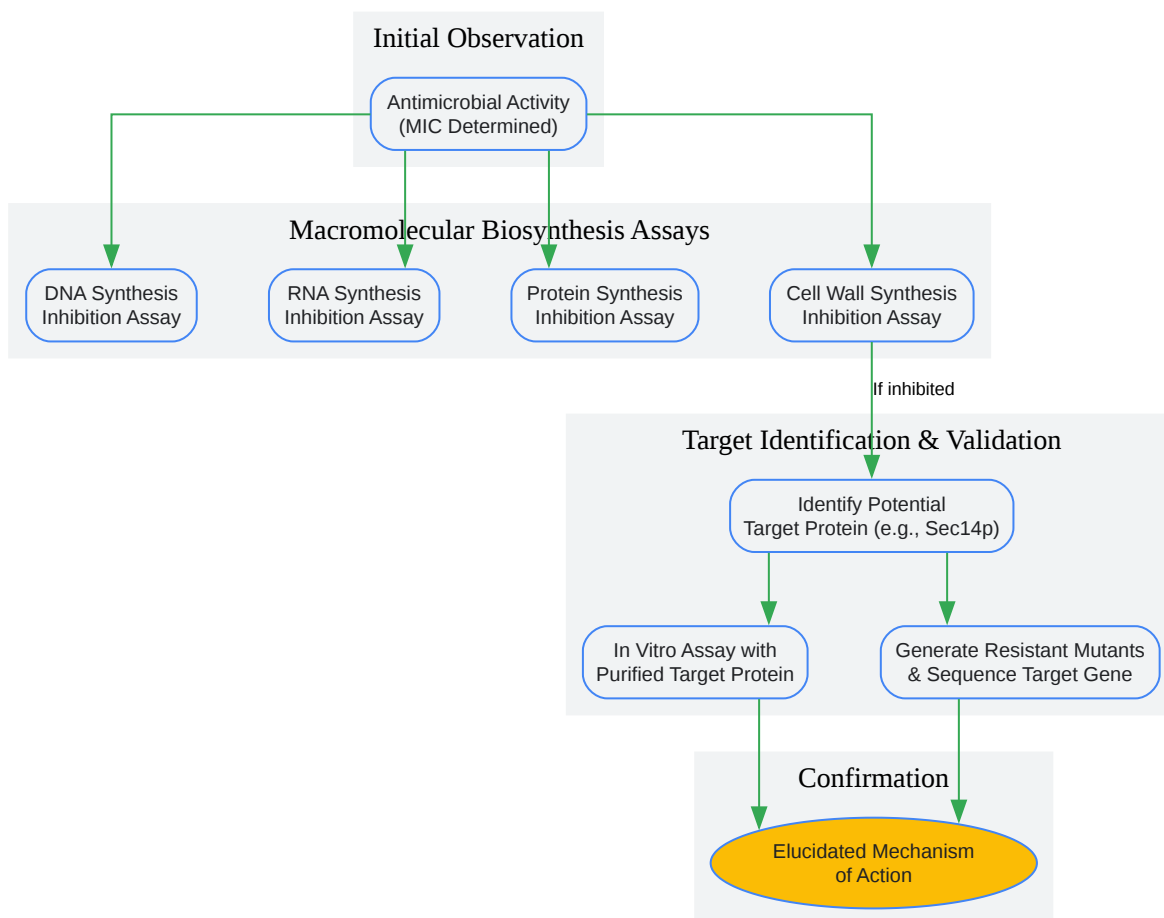 Initial Observation
Antimicrobial Activity
(MIC Determined)
Macromolecular Biosynthesis Assays
DNA Synthesis
Inhibition Assay
RNA Synthesis
Inhibition Assay
Protein Synthesis
Inhibition Assay
Cell Wall Synthesis
Inhibition Assay
If inhibited
Target Identification & Validation
Identify Potential
Target Protein (e.g., Sec14p)
In Vitro Assay with
Purified Target Protein
Generate Resistant Mutants
& Sequence Target Gene
Confirmation
Elucidated Mechanism
of Action